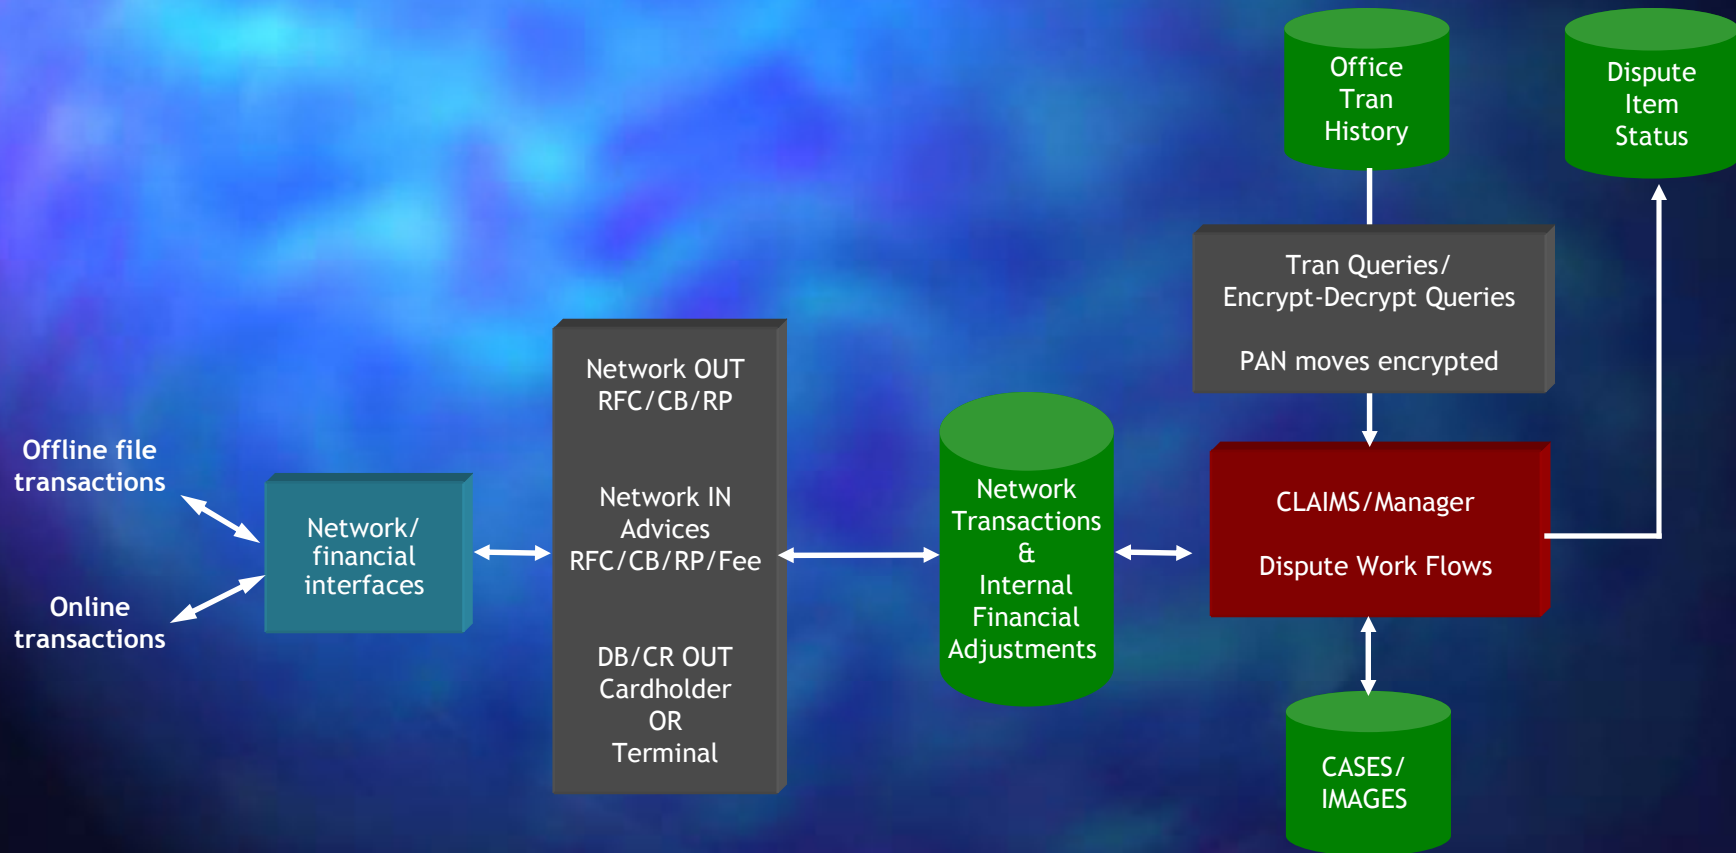 Office
Tran
History
Dispute
Item
Status
Tran Queries/
Encrypt-Decrypt Queries
PAN moves encrypted
Network OUT
RFC/CB/RP
Network IN
Advices
RFC/CB/RP/Fee
DB/CR OUT
Cardholder
OR
Terminal
Offline file
transactions
Online
transactions
Network/
financial
interfaces
Network
Transactions
&
Internal
Financial
Adjustments
CLAIMS/Manager
Dispute Work Flows
CASES/
IMAGES